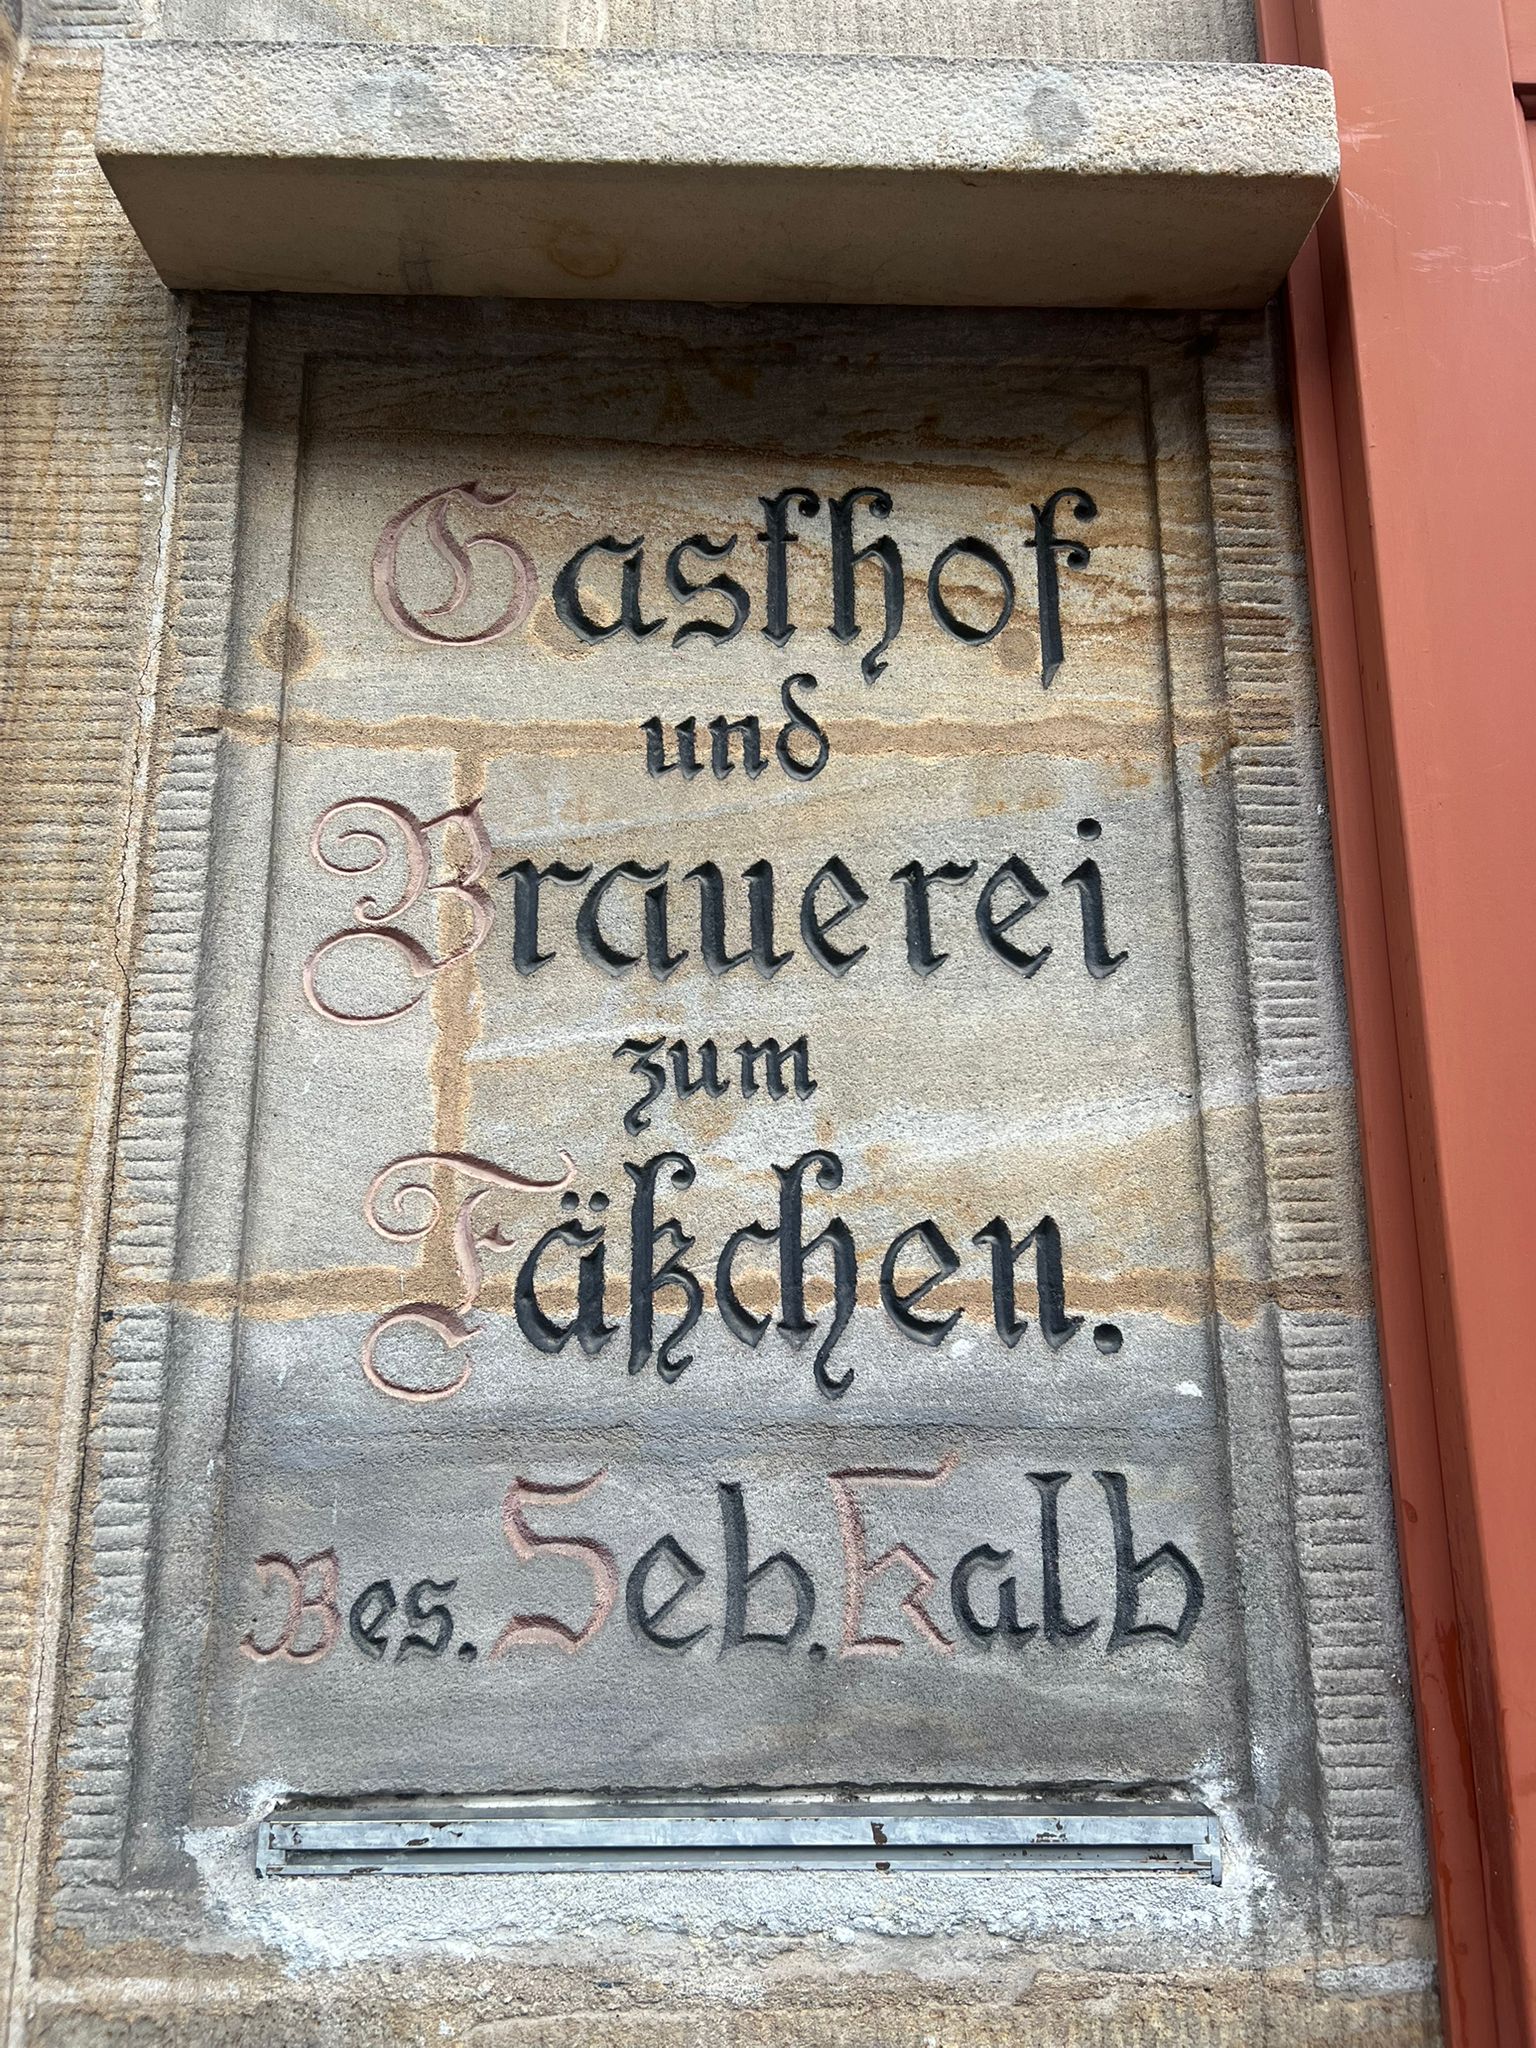 Gasthof
und
Brauerei
zum
Fäßchen.
Bes. Seb. Kalb